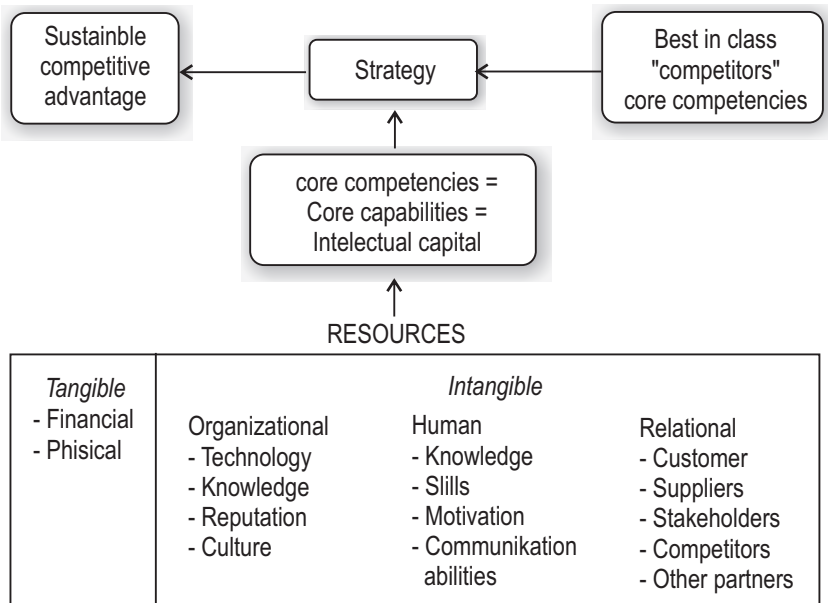 Sustainble
competitive
advantage
Strategy
Best in class
"competitors"
core competencies
core competencies =
Core capabilities =
Intelectual capital
RESOURCES
Tangible
- Financial
- Phisical
Intangible
Organizational
- Technology
- Knowledge
- Reputation
- Culture
Human
- Knowledge
- Slills
- Motivation
- Communikation
abilities
Relational
- Customer
- Suppliers
- Stakeholders
- Competitors
- Other partners